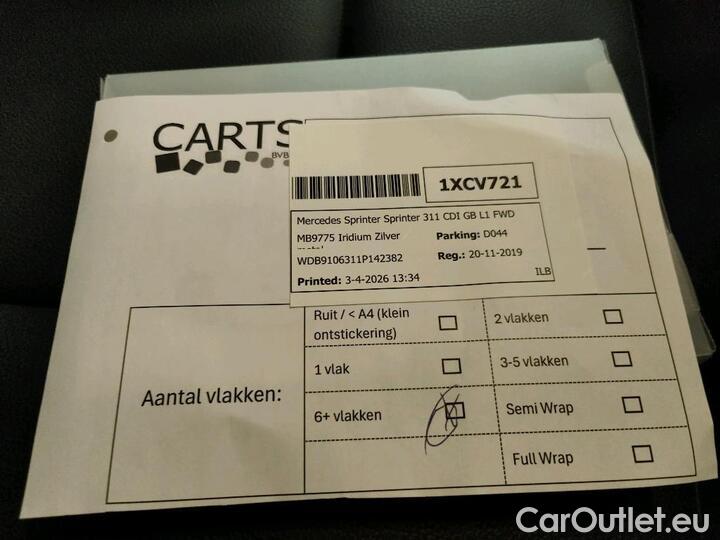 CARTS
BVB
1XCV721
Mercedes Sprinter Sprinter 311 CDI GB L1 FWD
MB9775 Iridium Zilver
Parking: D044
WDB9106311P142382
Reg.: 20-11-2019
Printed: 3-4-2026 13:34
ILB
Aantal vlakken:
Ruit / < A4 (klein
ontstickering)
2 vlakken
1 vlak
3-5 vlakken
6+ vlakken
Semi Wrap
Full Wrap
CarOutlet.eu